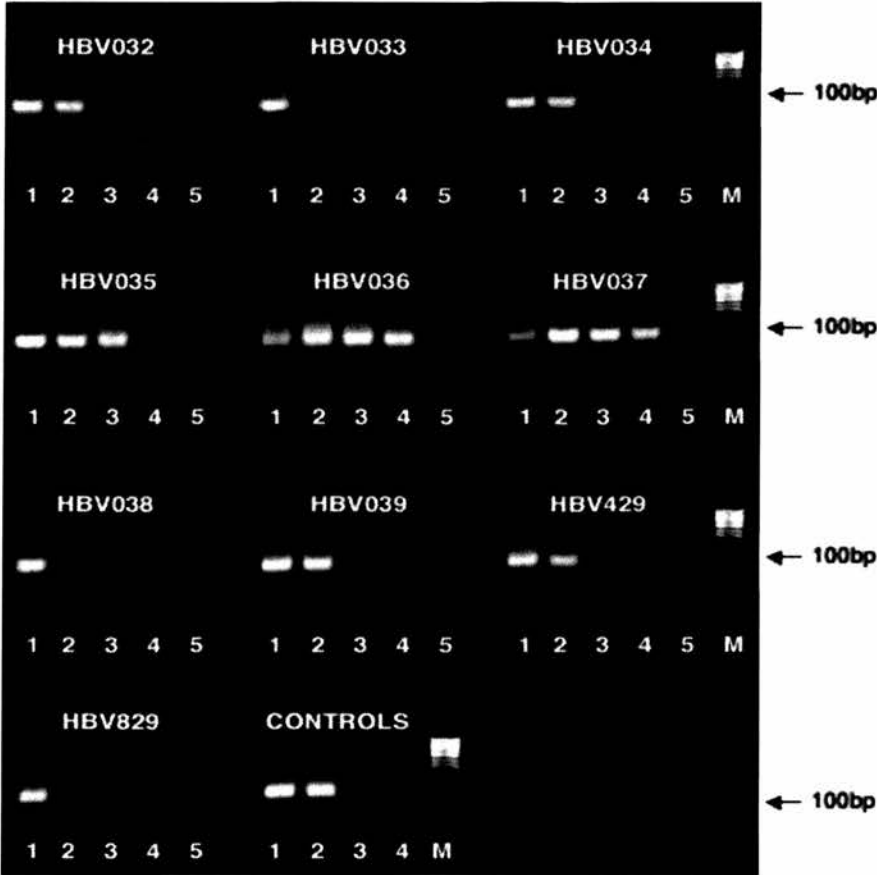 HBV032 HBV033 HBV034
100bp
1 2 3 4 5 1 2 3 4 5 1 2 3 4 5 M
HBV035 HBV036 HBV037
100bp
1 2 3 4 5 1 2 3 4 5 1 2 3 4 5 M
HBV038 HBV039 HBV429
100bp
1 2 3 4 5 1 2 3 4 5 1 2 3 4 5 M
HBV829 CONTROLS
100bp
1 2 3 4 5 1 2 3 4 M